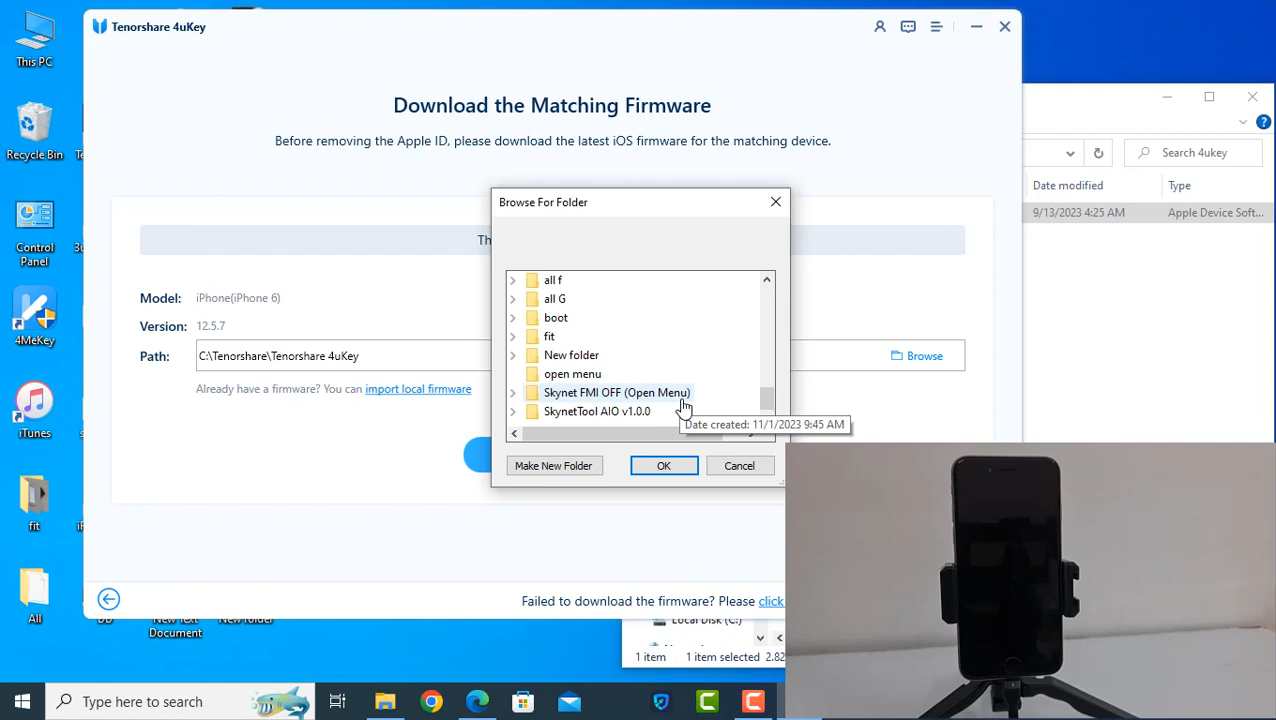 This PC
Recycle Bin
Control
Panel
4MeKey
iTunes
fit
All
New Text
Document
Tenorshare 4uKey
Download the Matching Firmware
Before removing the Apple ID, please download the latest iOS firmware for the matching device.
Model: iPhone(iPhone 6)
Version: 12.5.7
Path: C:\Tenorshare\Tenorshare 4uKey
Browse
Already have a firmware? You can import local firmware
Failed to download the firmware? Please click
Browse For Folder
all f
all G
boot
fit
New folder
open menu
Skynet FMI OFF (Open Menu)
SkynetTool AIO v1.0.0
Date created: 11/1/2023 9:45 AM
Make New Folder
OK
Cancel
Search 4ukey
Date modified
Type
9/13/2023 4:25 AM
Apple Device Soft...
Local Disk (C:)
1 item
1 item selected
2.82
Type here to search